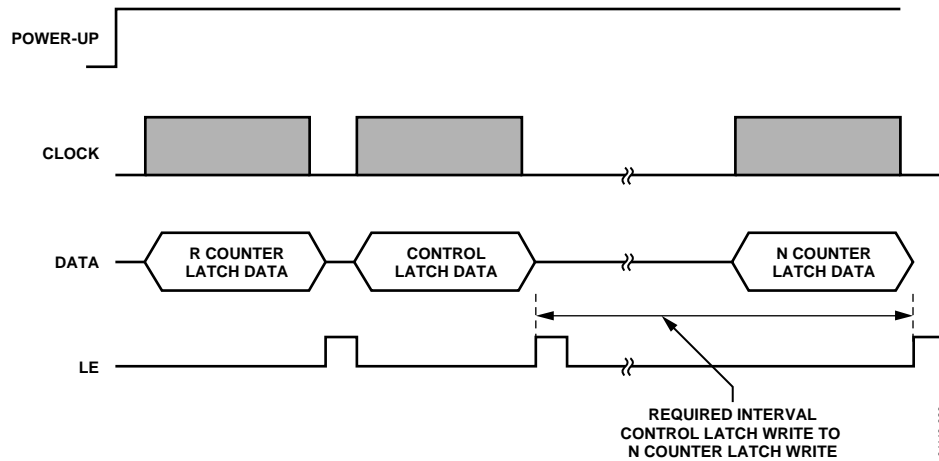 POWER-UP
CLOCK
DATA
R COUNTER
LATCH DATA
CONTROL
LATCH DATA
N COUNTER
LATCH DATA
LE
REQUIRED INTERVAL
CONTROL LATCH WRITE TO
N COUNTER LATCH WRITE